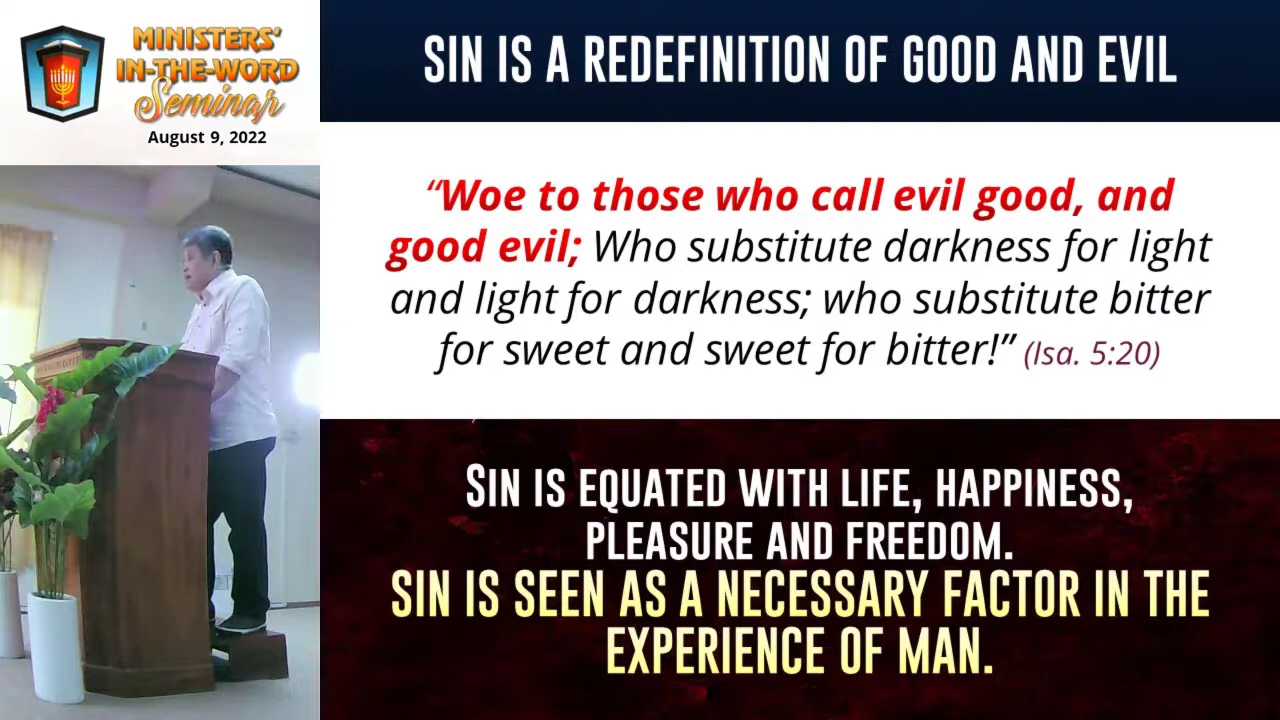 MINISTERS'
IN-THE-WORD
Seminar
August 9, 2022
SIN IS A REDEFINITION OF GOOD AND EVIL
“Woe to those who call evil good, and
good evil; Who substitute darkness for light
and light for darkness; who substitute bitter
for sweet and sweet for bitter!” (Isa. 5:20)
SIN IS EQUATED WITH LIFE, HAPPINESS,
PLEASURE AND FREEDOM.
SIN IS SEEN AS A NECESSARY FACTOR IN THE
EXPERIENCE OF MAN.